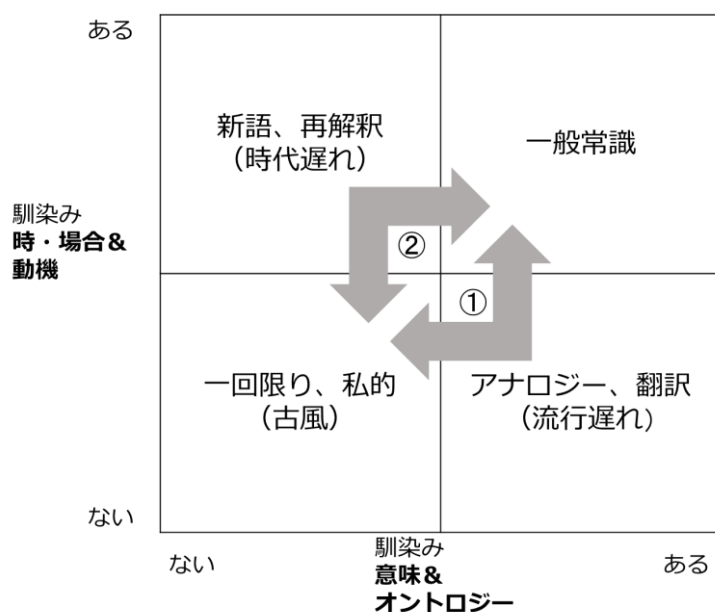 ある
新語、再解釈
（時代遅れ）
一般常識
馴染み
時・場合&
動機
②
①
一回限り、私的
（古風）
アナロジー、翻訳
（流行遅れ)
ない
ない
馴染み
意味&
オントロジー
ある